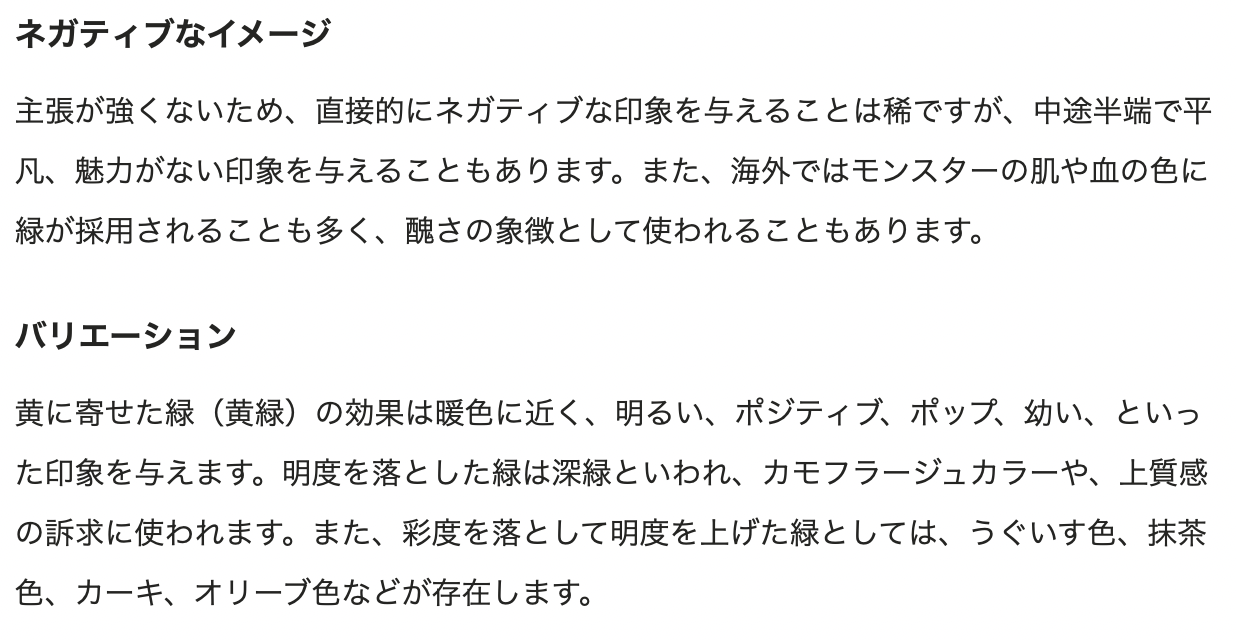 ネガティブなイメージ
主張が強くないため、直接的にネガティブな印象を与えることは稀ですが、中途半端で平
凡、魅力がない印象を与えることもあります。また、海外ではモンスターの肌や血の色に
緑が採用されることも多く、醜さの象徴として使われることもあります。
バリエーション
黄に寄せた緑（黄緑）の効果は暖色に近く、明るい、ポジティブ、ポップ、幼い、といっ
た印象を与えます。明度を落とした緑は深緑といわれ、カモフラージュカラーや、上質感
の訴求に使われます。また、彩度を落として明度を上げた緑としては、うぐいす色、抹茶
色、カーキ、オリーブ色などが存在します。